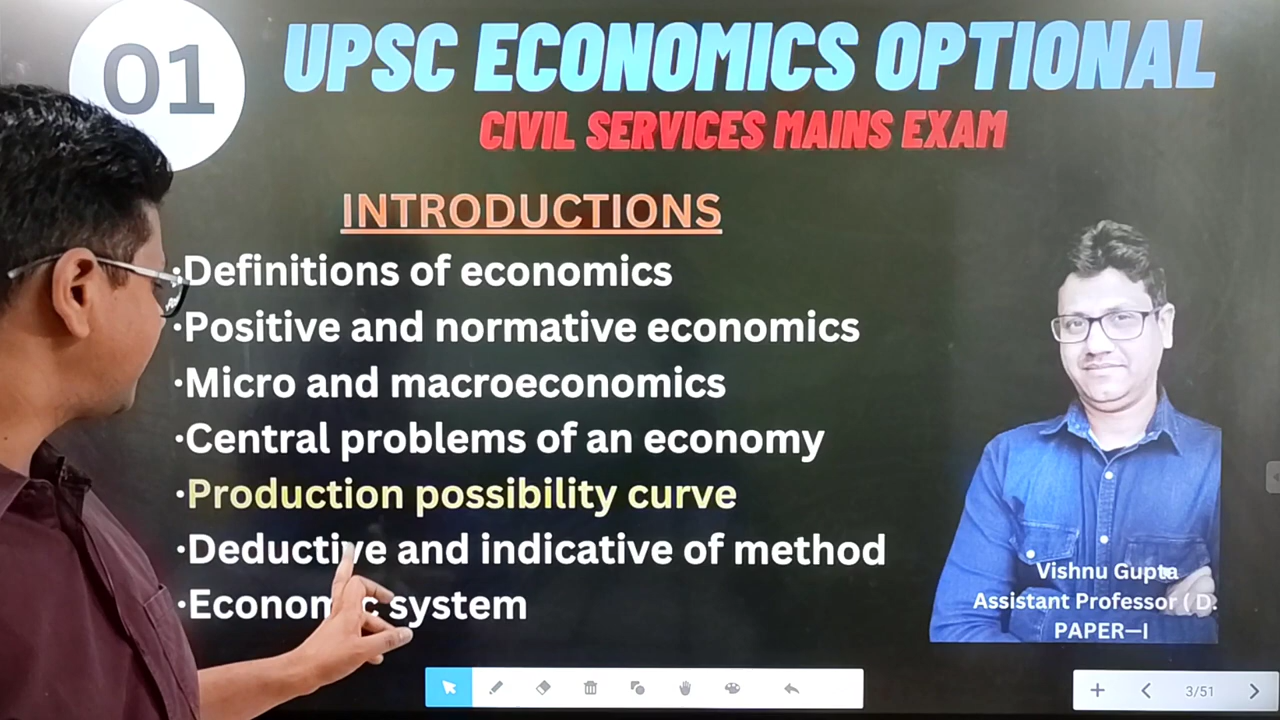 01
UPSC ECONOMICS OPTIONAL
CIVIL SERVICES MAINS EXAM
INTRODUCTIONS
·Definitions of economics
·Positive and normative economics
·Micro and macroeconomics
·Central problems of an economy
·Production possibility curve
·Deductive and indicative of method
·Economic system
Vishnu Gupta
Assistant Professor ( D.
PAPER—I
3/51